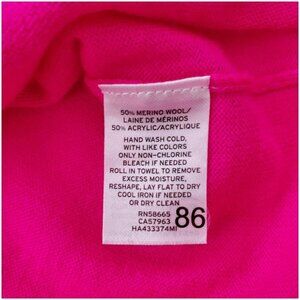 50% MERINO WOOL/
LAINE DE MÉRINOS
50% ACRYLIC/ACRYLIQUE
HAND WASH COLD,
WITH LIKE COLORS
ONLY NON-CHLORINE
BLEACH IF NEEDED
ROLL IN TOWEL TO REMOVE
EXCESS MOISTURE,
RESHAPE, LAY FLAT TO DRY
COOL IRON IF NEEDED
OR DRY CLEAN
RN58665
CA57963
HA433374MI
86